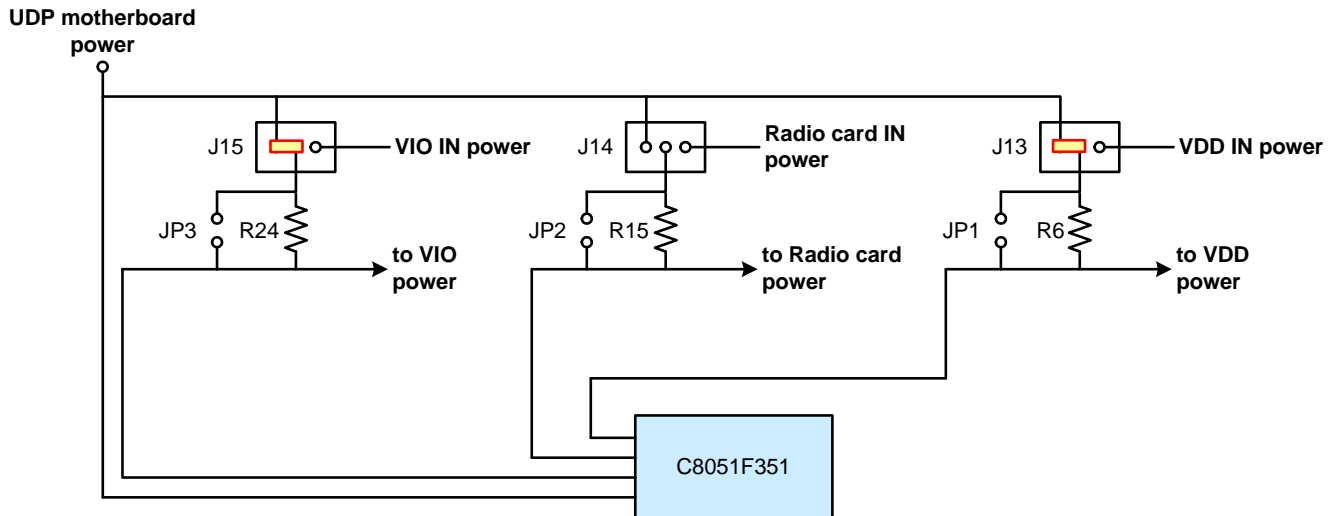 UDP motherboard
power
J15
VIO IN power
J14
Radio card IN
power
J13
VDD IN power
JP3
R24
JP2
R15
JP1
R6
to VIO
power
to Radio card
power
to VDD
power
C8051F351